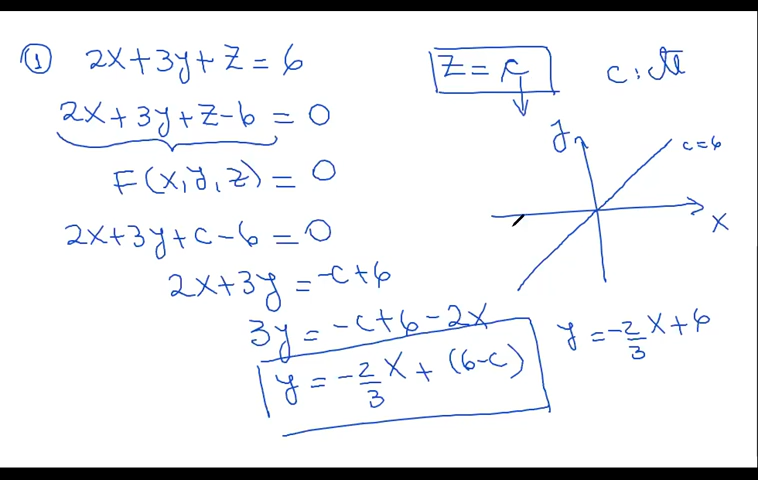 ① 2x+3y+z=6
2x+3y+z-6=0
F(x,y,z)=0
2x+3y+c-6=0
2x+3y=-c+6
3y=-c+6-2x
y=-2/3x+(6-c)
z=c
c:
y
c=6
x
y=-2/3x+6